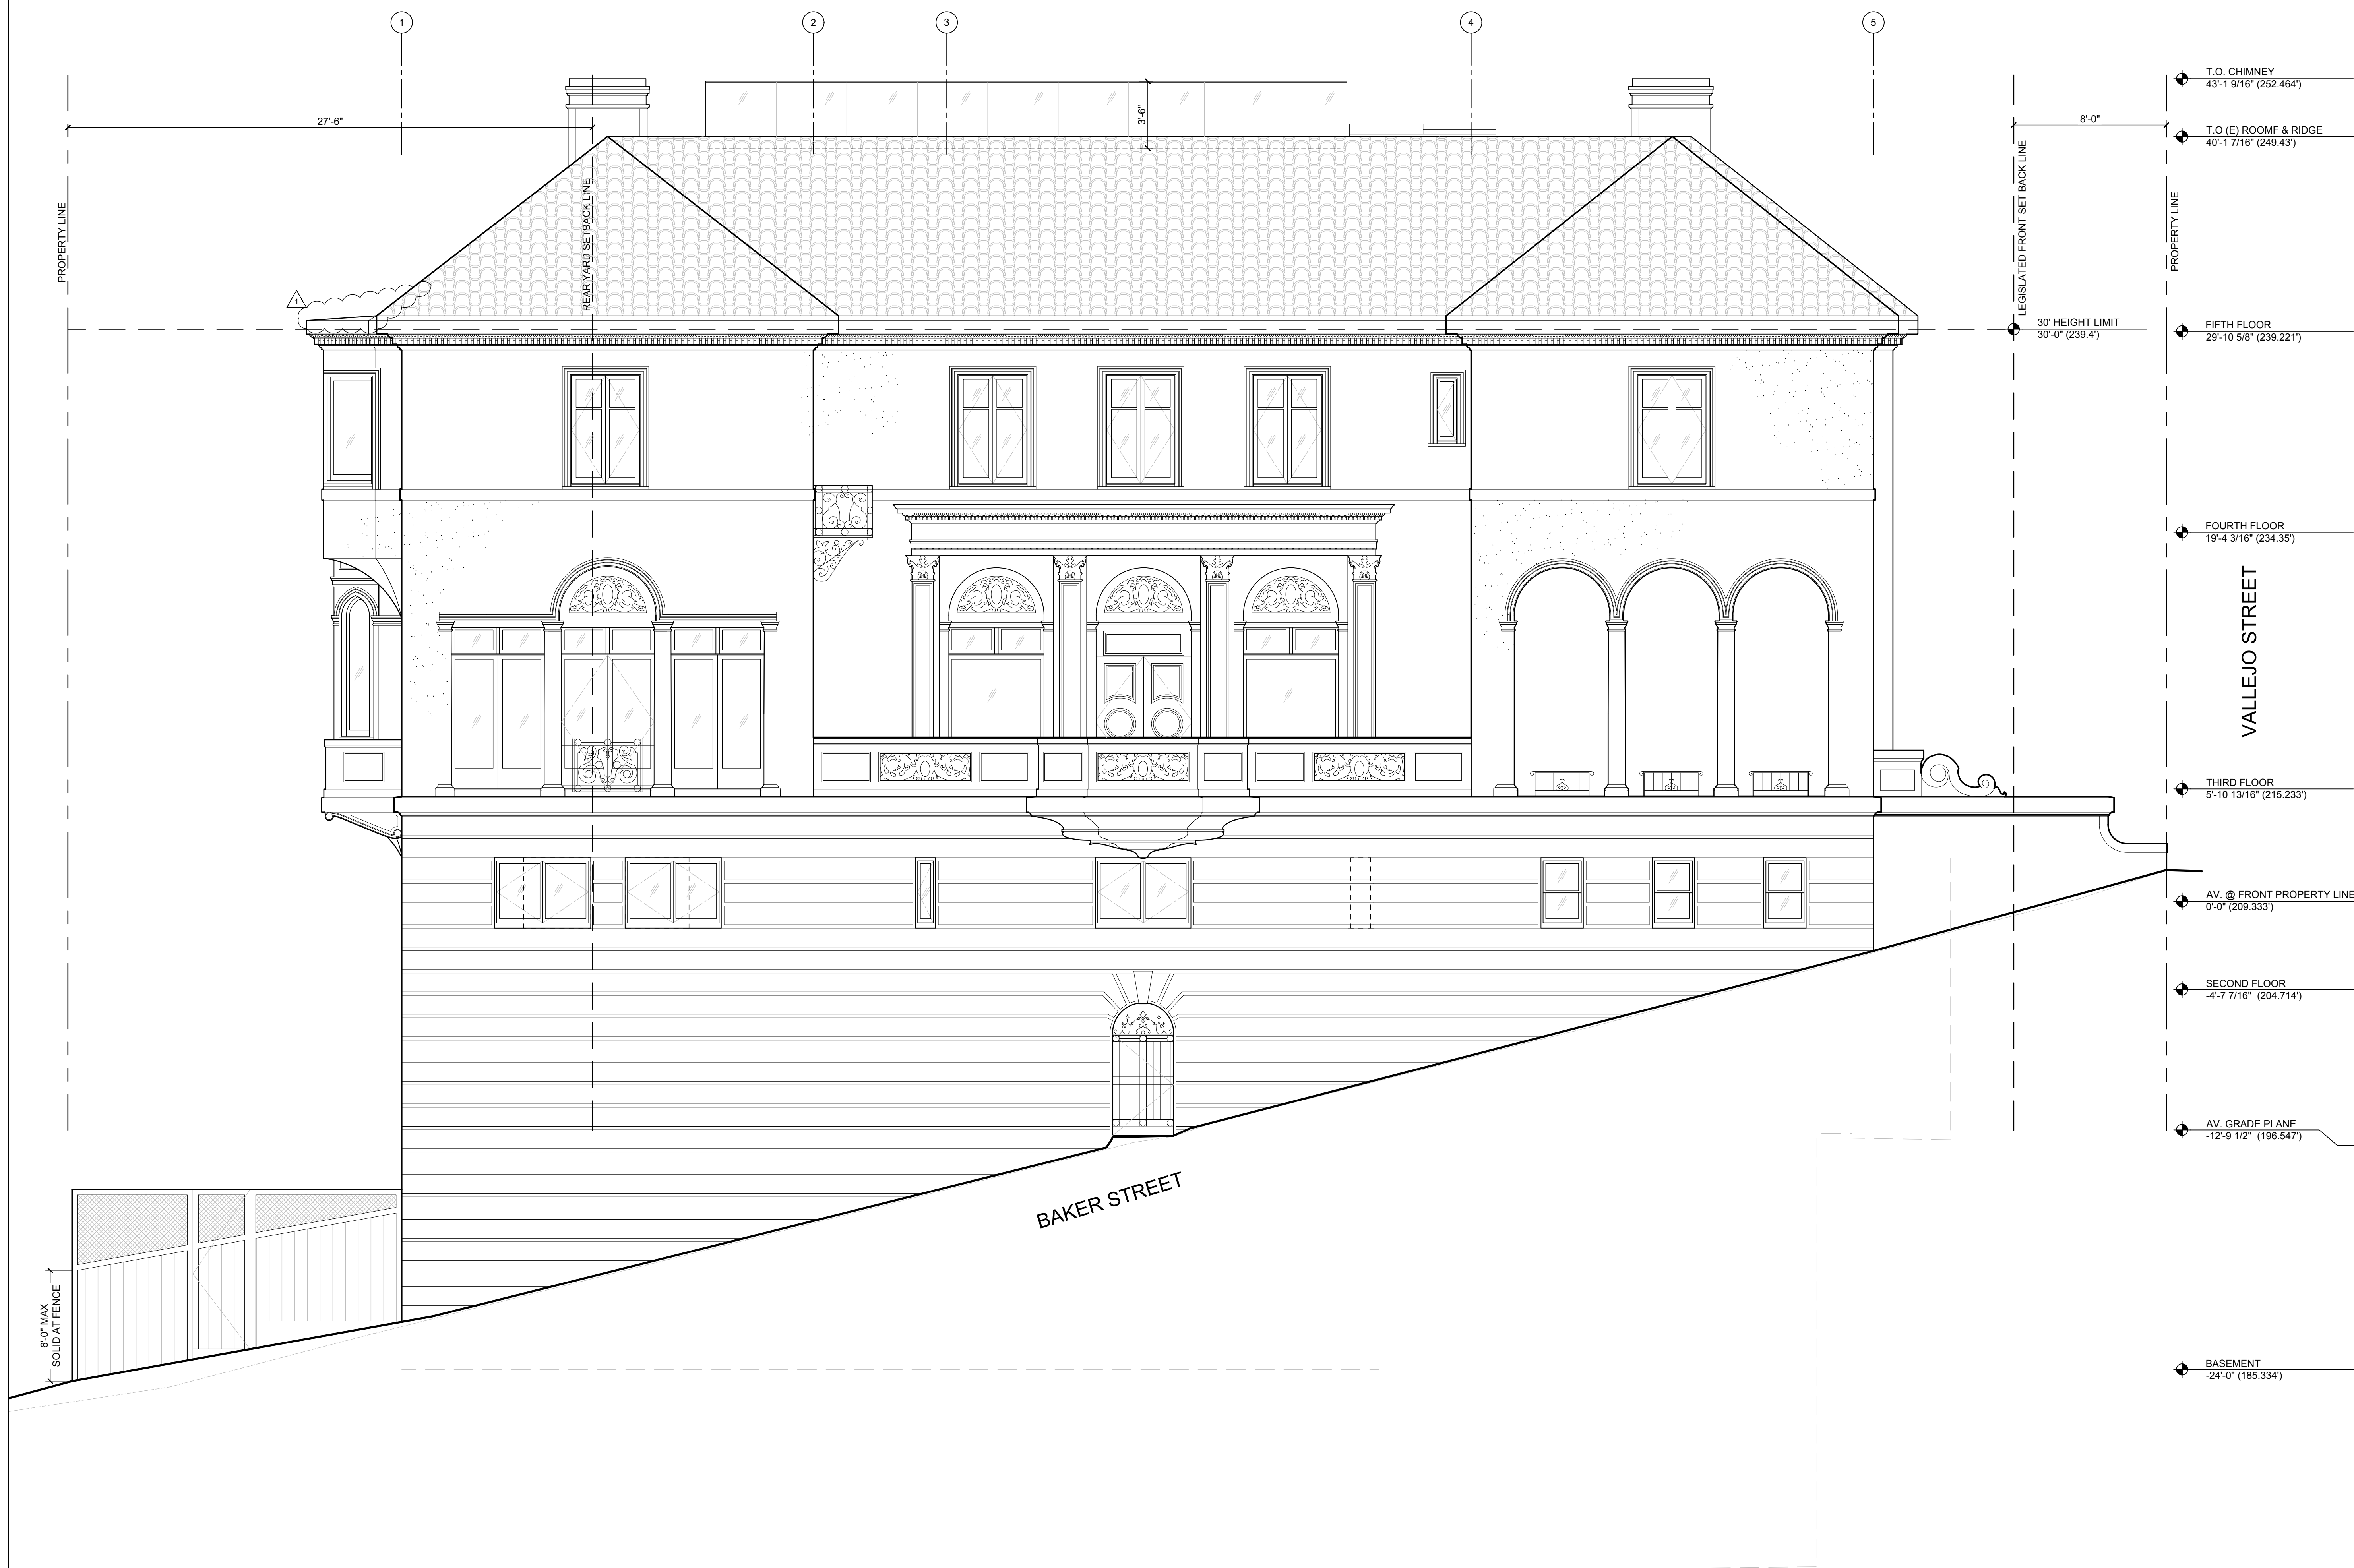 1
2
3
4
5
T.O. CHIMNEY
43'-1 9/16" (252.464')
27'-6"
3'-6"
8'-0"
T.O (E) ROOMF & RIDGE
40'-1 7/16" (249.43')
PROPERTY LINE
REAR YARD SETBACK LINE
LEGISLATED FRONT SET BACK LINE
PROPERTY LINE
1
30' HEIGHT LIMIT
30'-0" (239.4')
FIFTH FLOOR
29'-10 5/8" (239.221')
FOURTH FLOOR
19'-4 3/16" (234.35')
VALLEJO STREET
THIRD FLOOR
5'-10 13/16" (215.233')
AV. @ FRONT PROPERTY LINE
0'-0" (209.333')
SECOND FLOOR
-4'-7 7/16" (204.714')
AV. GRADE PLANE
-12'-9 1/2" (196.547')
BAKER STREET
6'-0" MAX
SOLID AT FENCE
BASEMENT
-24'-0" (185.334')